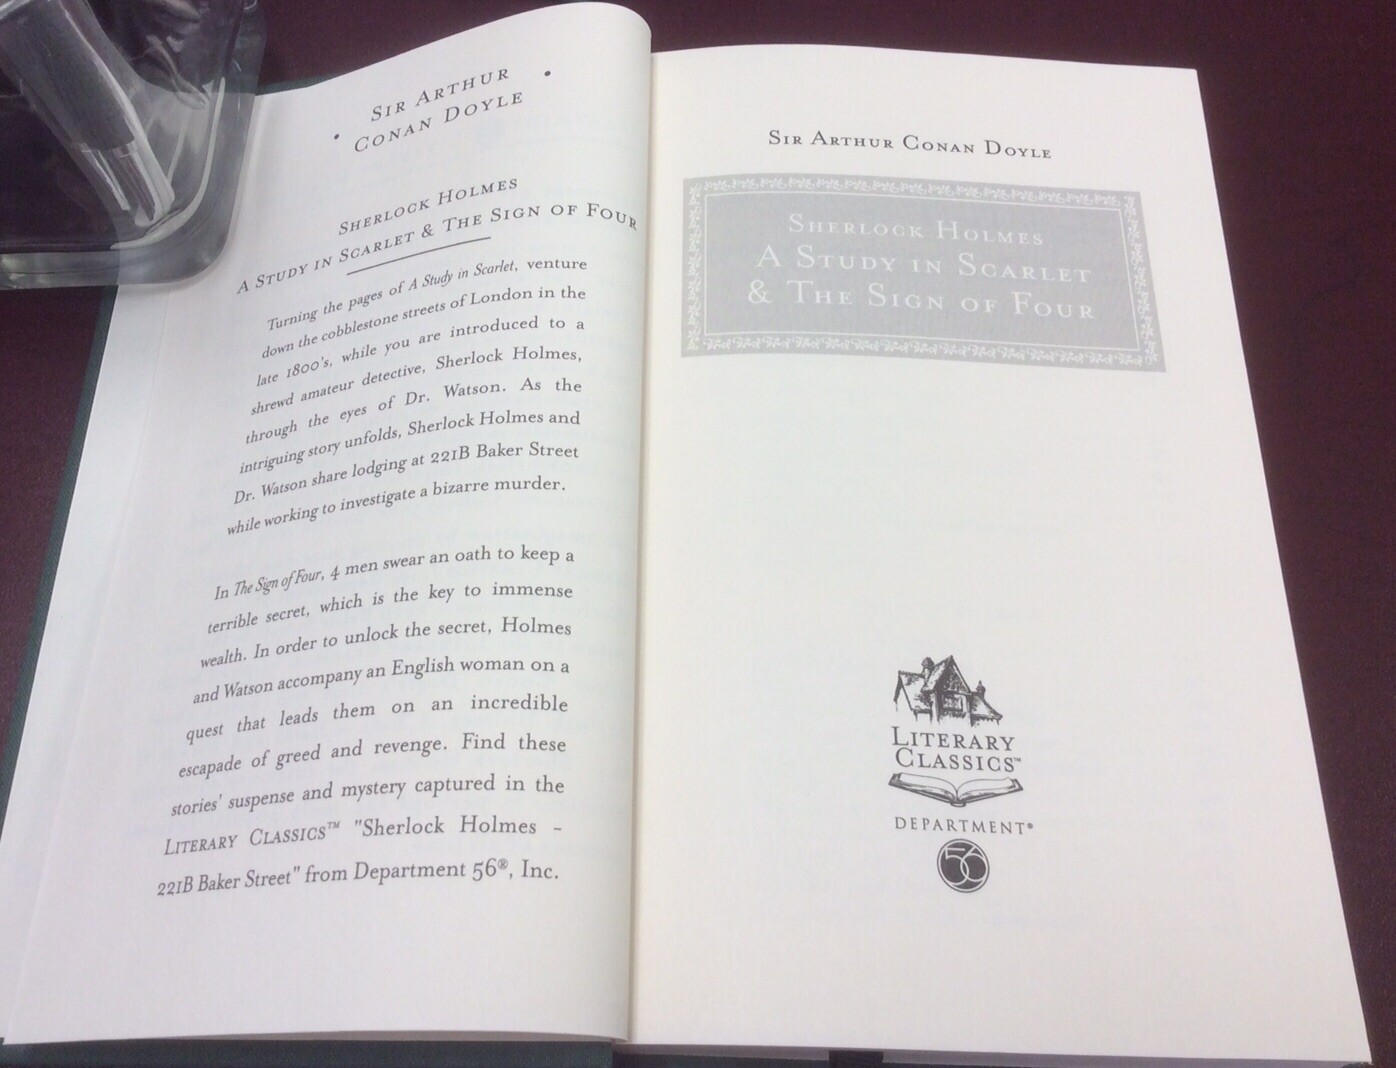 • SIR ARTHUR •
CONAN DOYLE
SHERLOCK HOLMES
A STUDY IN SCARLET & THE SIGN OF FOUR
Turning the pages of A Study in Scarlet, venture
down the cobblestone streets of London in the
late 1800's, while you are introduced to a
shrewd amateur detective, Sherlock Holmes,
through the eyes of Dr. Watson. As the
intriguing story unfolds, Sherlock Holmes and
Dr. Watson share lodging at 221B Baker Street
while working to investigate a bizarre murder.
In The Sign of Four, 4 men swear an oath to keep a
terrible secret, which is the key to immense
wealth. In order to unlock the secret, Holmes
and Watson accompany an English woman on a
quest that leads them on an incredible
escapade of greed and revenge. Find these
stories' suspense and mystery captured in the
LITERARY CLASSICS™ "Sherlock Holmes –
221B Baker Street" from Department 56®, Inc.
SIR ARTHUR CONAN DOYLE
SHERLOCK HOLMES
A STUDY IN SCARLET
& THE SIGN OF FOUR
LITERARY
CLASSICS™
DEPARTMENT®
56